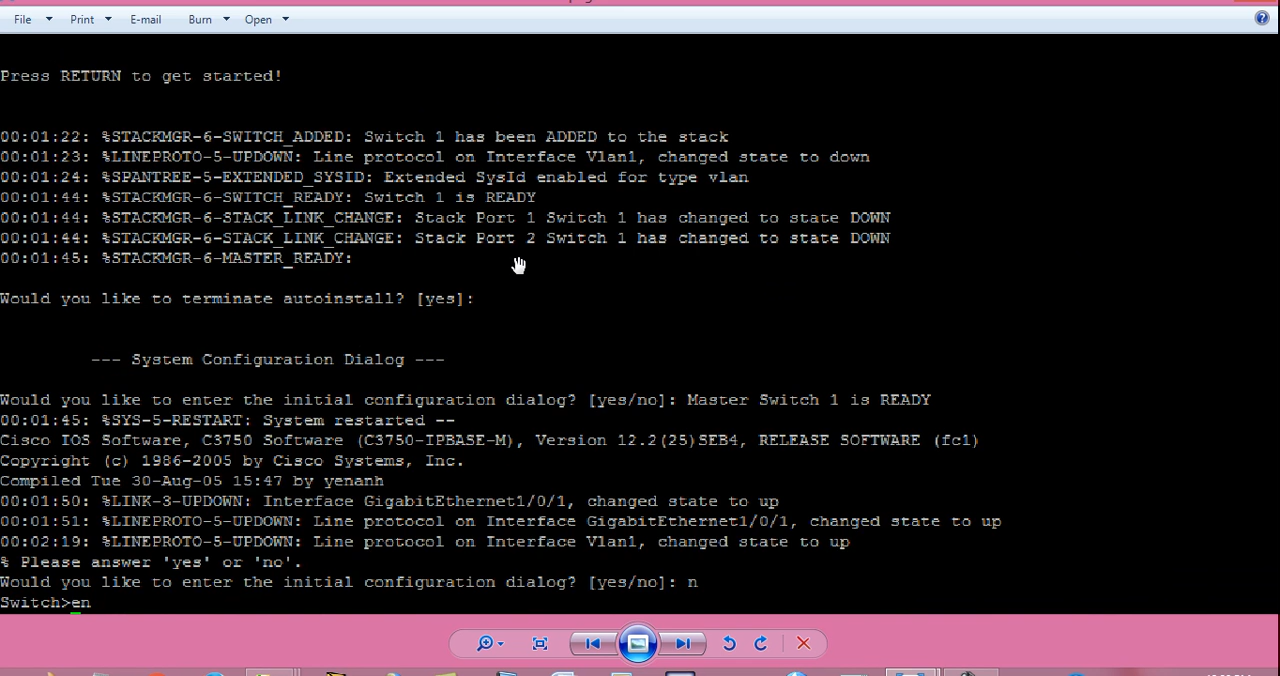 File Print E-mail Burn Open
Press RETURN to get started!
00:01:22: %STACKMGR-6-SWITCH_ADDED: Switch 1 has been ADDED to the stack
00:01:23: %LINEPROTO-5-UPDOWN: Line protocol on Interface Vlan1, changed state to down
00:01:24: %SPANTREE-5-EXTENDED_SYSID: Extended SysId enabled for type vlan
00:01:44: %STACKMGR-6-SWITCH_READY: Switch 1 is READY
00:01:44: %STACKMGR-6-STACK_LINK_CHANGE: Stack Port 1 Switch 1 has changed to state DOWN
00:01:44: %STACKMGR-6-STACK_LINK_CHANGE: Stack Port 2 Switch 1 has changed to state DOWN
00:01:45: %STACKMGR-6-MASTER_READY:
Would you like to terminate autoinstall? [yes]:
--- System Configuration Dialog ---
Would you like to enter the initial configuration dialog? [yes/no]: Master Switch 1 is READY
00:01:45: %SYS-5-RESTART: System restarted --
Cisco IOS Software, C3750 Software (C3750-IPBASE-M), Version 12.2(25)SEB4, RELEASE SOFTWARE (fc1)
Copyright (c) 1986-2005 by Cisco Systems, Inc.
Compiled Tue 30-Aug-05 15:47 by yenanh
00:01:50: %LINK-3-UPDOWN: Interface GigabitEthernet1/0/1, changed state to up
00:01:51: %LINEPROTO-5-UPDOWN: Line protocol on Interface GigabitEthernet1/0/1, changed state to up
00:02:19: %LINEPROTO-5-UPDOWN: Line protocol on Interface Vlan1, changed state to up
% Please answer 'yes' or 'no'.
Would you like to enter the initial configuration dialog? [yes/no]: n
Switch>en